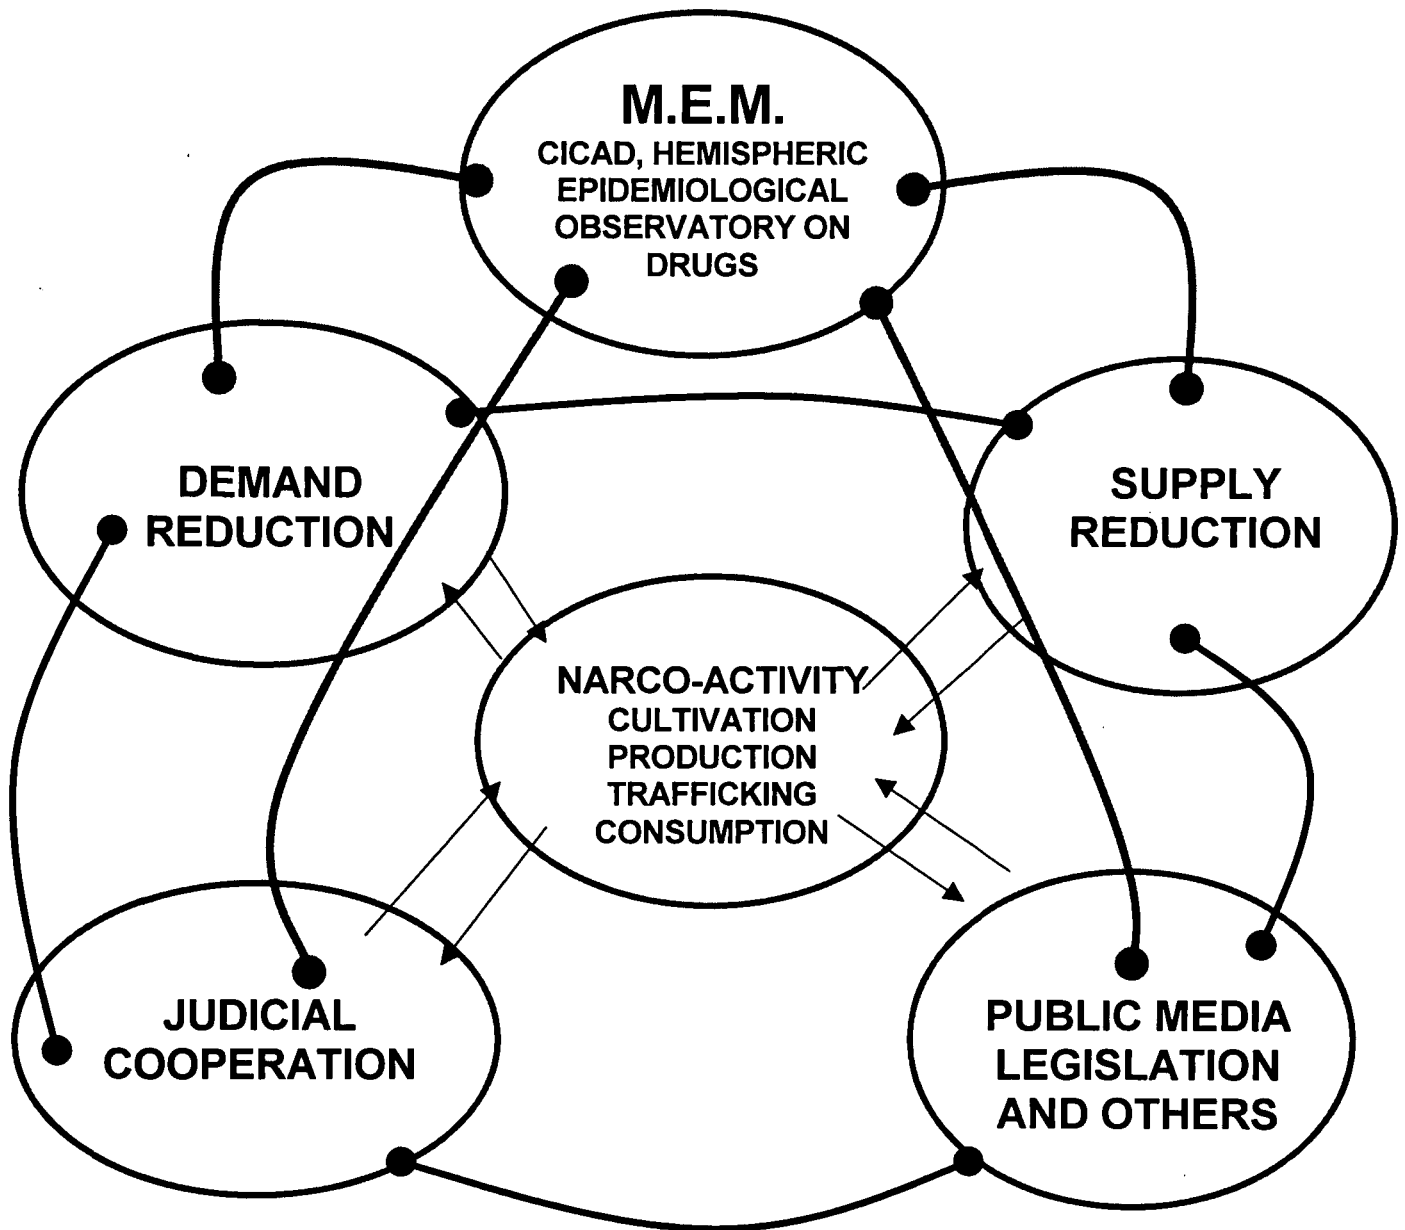 M.E.M.
CICAD, HEMISPHERIC
EPIDEMIOLOGICAL
OBSERVATORY ON
DRUGS
DEMAND
REDUCTION
SUPPLY
REDUCTION
NARCO-ACTIVITY
CULTIVATION
PRODUCTION
TRAFFICKING
CONSUMPTION
JUDICIAL
COOPERATION
PUBLIC MEDIA
LEGISLATION
AND OTHERS